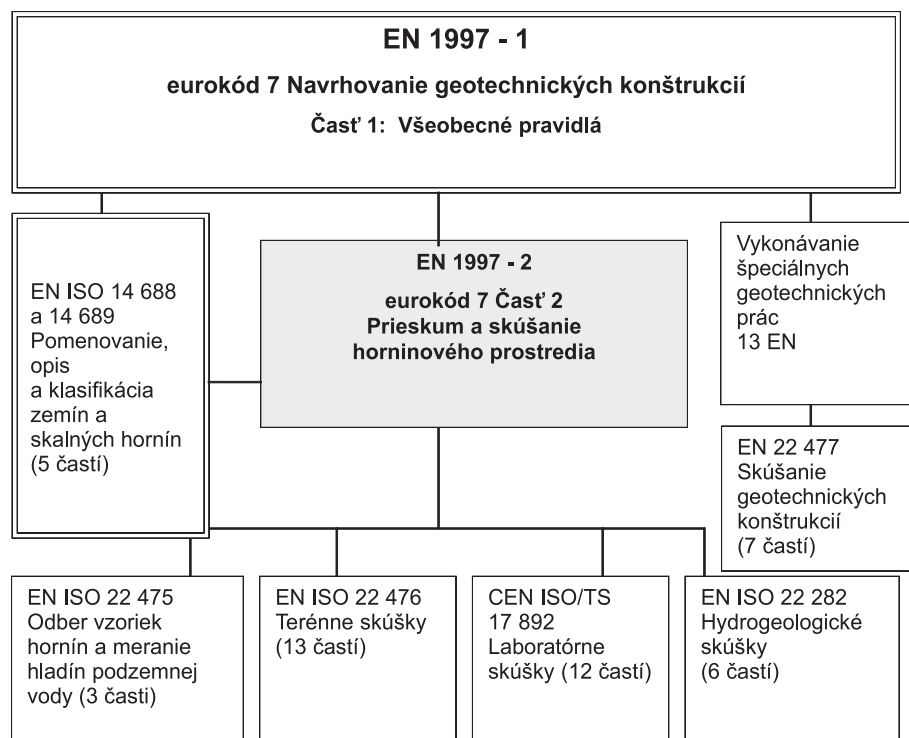 EN 1997 - 1
eurokód 7 Navrhovanie geotechnických konštrukcií
Časť 1: Všeobecné pravidlá
EN ISO 14 688
a 14 689
Pomenovanie,
opis
a klasifikácia
zemín a
skalných hornín
(5 častí)
EN 1997 - 2
eurokód 7 Časť 2
Prieskum a skúšanie
horninového prostredia
Vykonávanie
špeciálnych
geotechnických
prác
13 EN
EN 22 477
Skúšanie
geotechnických
konštrukcií
(7 častí)
EN ISO 22 475
Odber vzoriek
hornín a meranie
hladín podzemnej
vody (3 časti)
EN ISO 22 476
Terénne skúšky
(13 častí)
CEN ISO/TS
17 892
Laboratórne
skúšky (12 častí)
EN ISO 22 282
Hydrogeologické
skúšky
(6 častí)